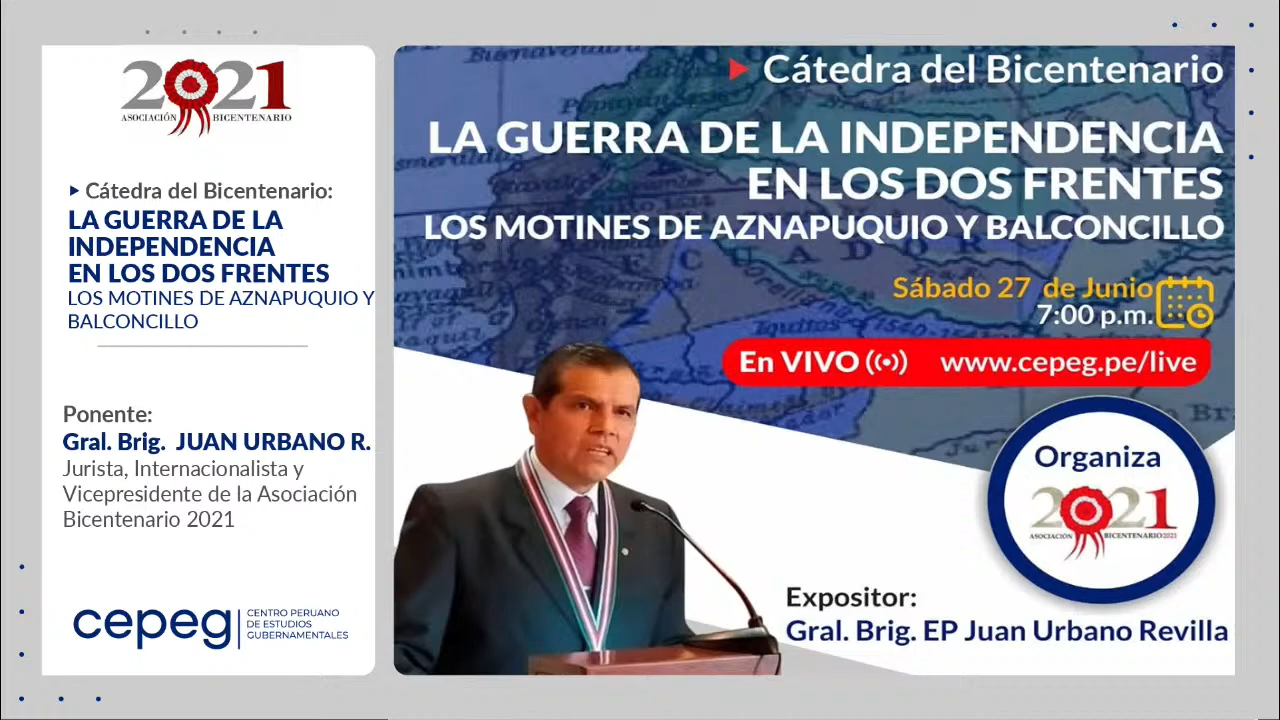 2021
ASOCIACIÓN BICENTENARIO
Cátedra del Bicentenario:
LA GUERRA DE LA
INDEPENDENCIA
EN LOS DOS FRENTES
LOS MOTINES DE AZNAPUQUIO Y
BALCONCILLO
Ponente:
Gral. Brig. JUAN URBANO R.
Jurista, Internacionalista y
Vicepresidente de la Asociación
Bicentenario 2021
cepeg
CENTRO PERUANO
DE ESTUDIOS
GUBERNAMENTALES
Buenaventura
Cátedra del Bicentenario
LA GUERRA DE LA INDEPENDENCIA
EN LOS DOS FRENTES
LOS MOTINES DE AZNAPUQUIO Y BALCONCILLO
ECUADOR
Sábado 27 de Junio
7:00 p.m.
Iquitos
En VIVO
www.cepeg.pe/live
Organiza
2021
ASOCIACIÓN BICENTENARIO2021
Expositor:
Gral. Brig. EP Juan Urbano Revilla